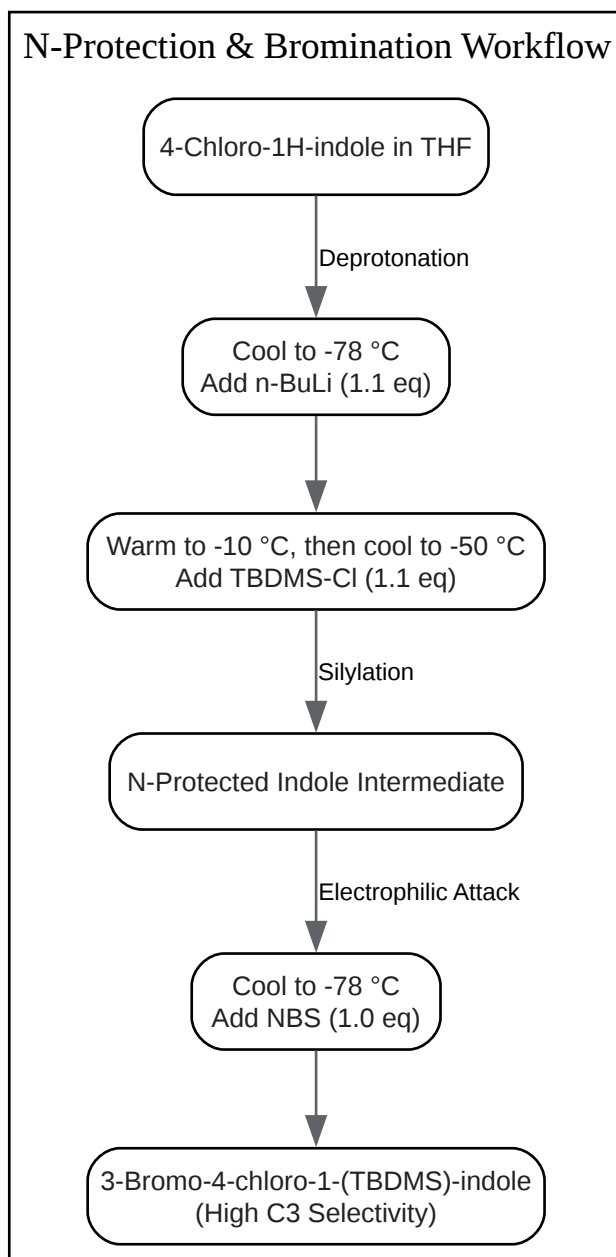 N-Protection & Bromination Workflow
4-Chloro-1H-indole in THF
Deprotonation
Cool to -78 °C
Add n-BuLi (1.1 eq)
Warm to -10 °C, then cool to -50 °C
Add TBDMS-Cl (1.1 eq)
Silylation
N-Protected Indole Intermediate
Electrophilic Attack
Cool to -78 °C
Add NBS (1.0 eq)
3-Bromo-4-chloro-1-(TBDMS)-indole
(High C3 Selectivity)